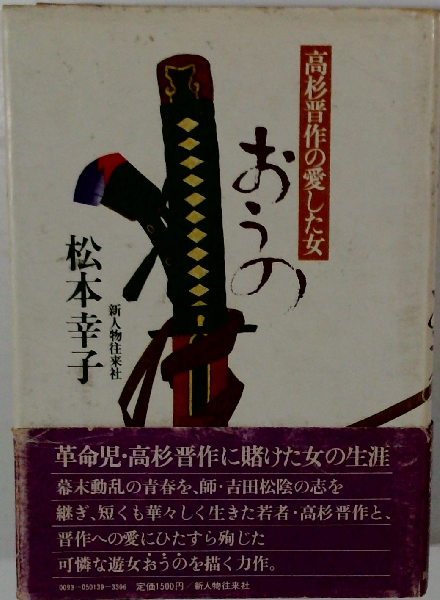 高杉晋作の愛した女
おうの
松本幸子
新人物往来社
革命児・高杉晋作に賭けた女の生涯
幕末動乱の青春を、師・吉田松陰の志を
継ぎ、短くも華々しく生きた若者・高杉晋作と、
晋作への愛にひたすら殉じた
可憐な遊女おうのを描く力作。
0093-050139-3306 定価1500円/新人物往来社